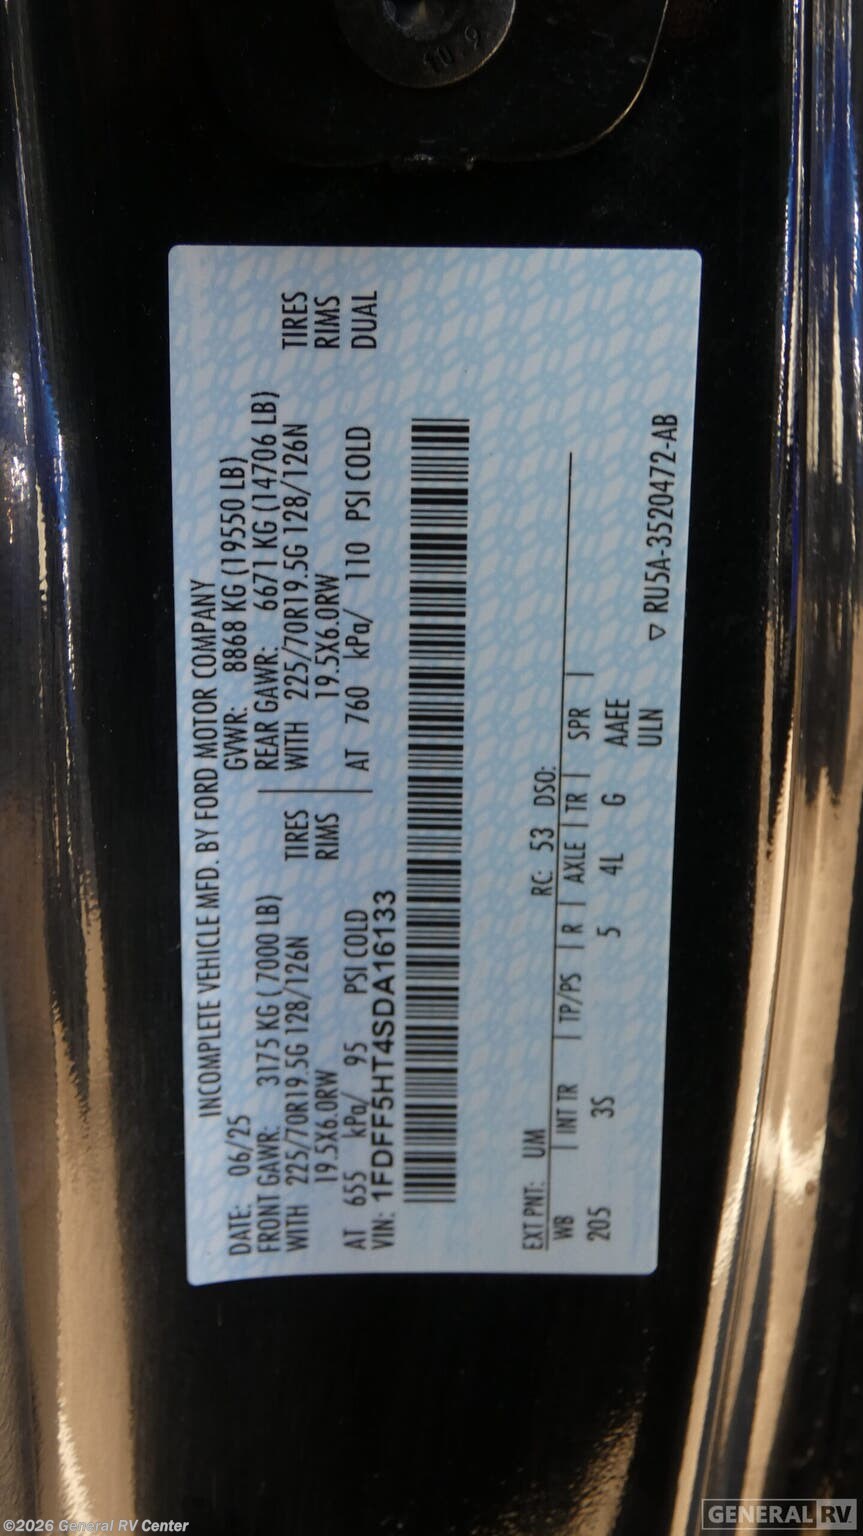 10.9
INCOMPLETE VEHICLE MFD. BY FORD MOTOR COMPANY
DATE: 06/25 GVWR: 8868 KG (19550 LB)
FRONT GAWR: 3175 KG ( 7000 LB) REAR GAWR: 6671 KG (14706 LB)
WITH 225/70R19.5G 128/126N TIRES WITH 225/70R19.5G 128/126N TIRES
19.5X6.0RW RIMS 19.5X6.0RW RIMS
AT 655 kPa/ 95 PSI COLD AT 760 kPa/ 110 PSI COLD DUAL
VIN: 1FDFF5HT4SDA16133
EXT PNT: UM RC: 53 DSO:
WB | INT TR | TP/PS | R | AXLE | TR | SPR |
205 3S 5 4L G AAEE
ULN
▽ RU5A-3520472-AB
©2026 General RV Center
GENERAL RV